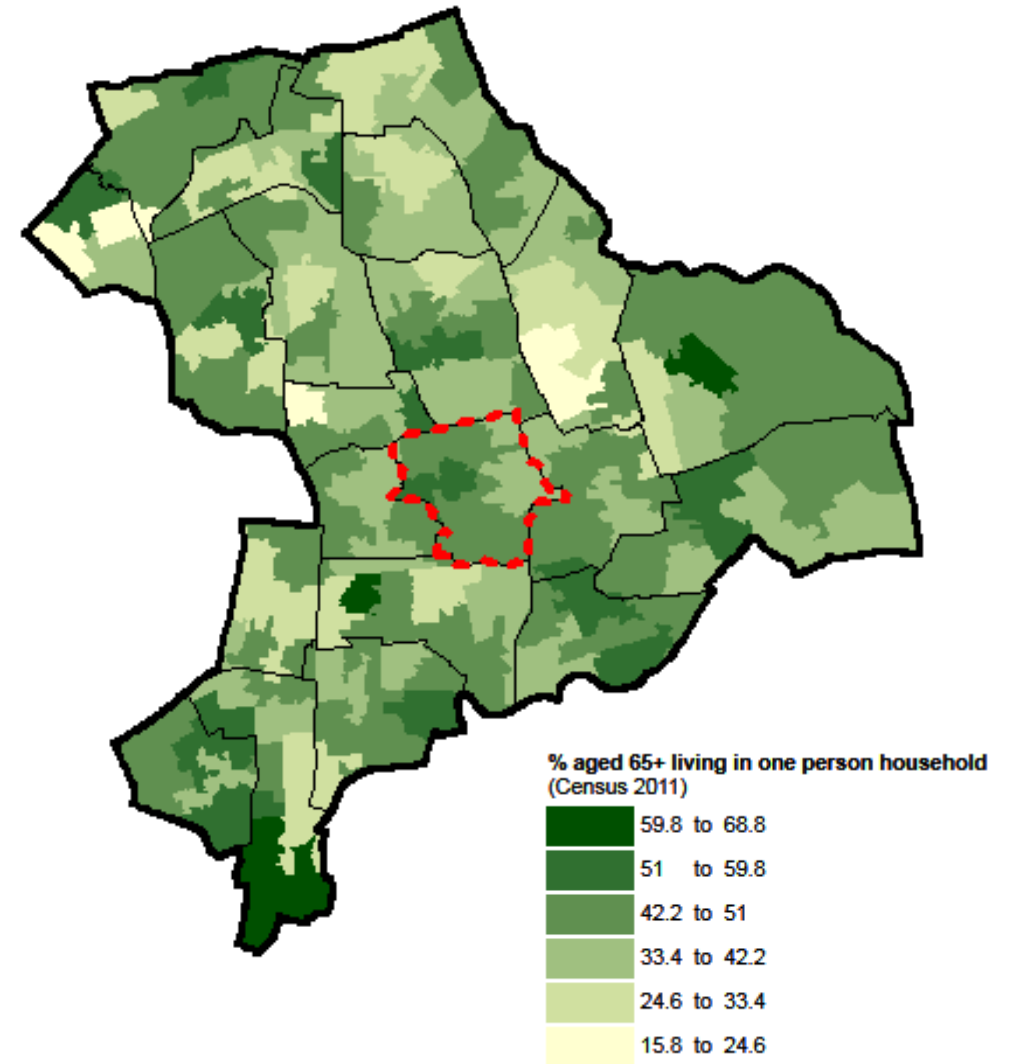 % aged 65+ living in one person household
(Census 2011)
59.8 to 68.8
51 to 59.8
42.2 to 51
33.4 to 42.2
24.6 to 33.4
15.8 to 24.6